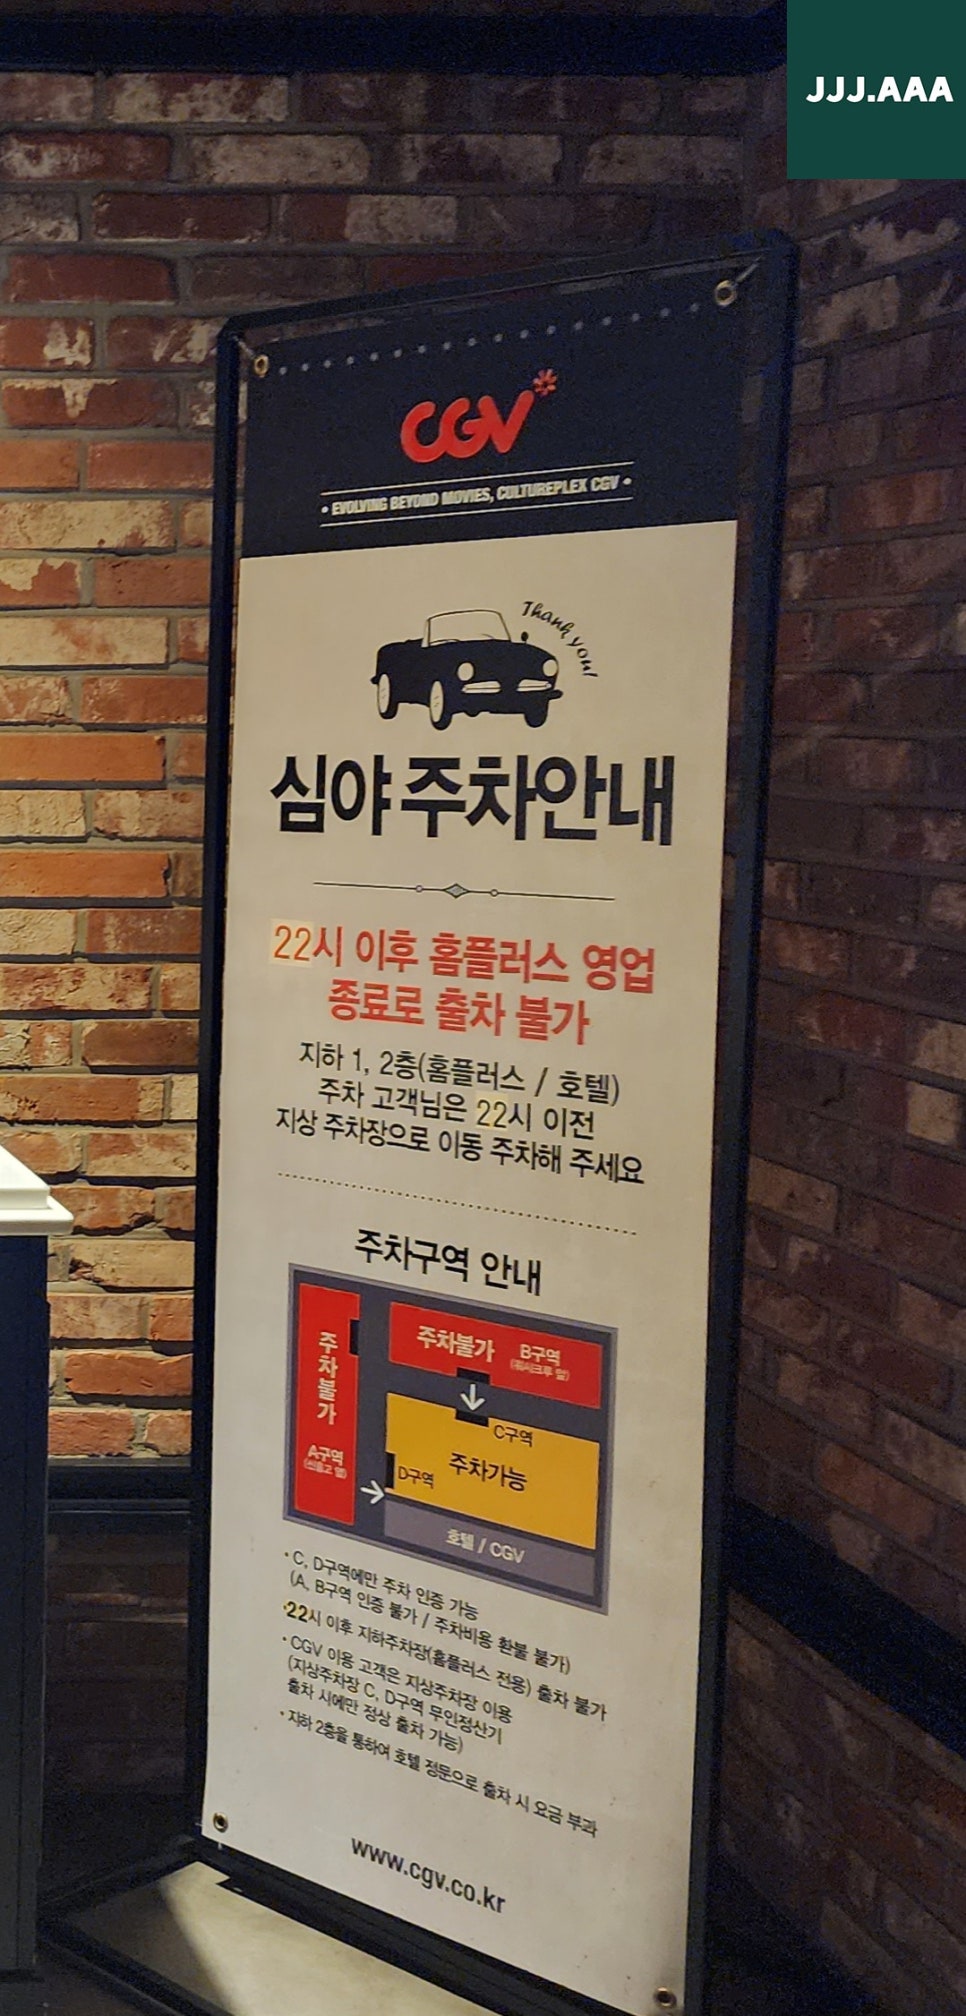 JJJ.AAA
CGV
• EVOLVING BEYOND MOVIES, CULTUREPLEX CGV •
Thank you!
심야 주차안내
22시 이후 홈플러스 영업
종료로 출차 불가
지하 1, 2층(홈플러스 / 호텔)
주차 고객님은 22시 이전
지상 주차장으로 이동 주차해 주세요
주차구역 안내
주차불가
A구역
주차불가 B구역
C구역
주차가능
D구역
호텔 / CGV
• C, D구역에만 주차 인증 가능
(A, B구역 인증 불가 / 주차비용 환불 불가)
•22시 이후 지하주차장(홈플러스 전용) 출차 불가
• CGV 이용 고객은 지상주차장 이용
(지상주차장 C, D구역 무인정산기
출차 시에만 정상 출차 가능)
• 지하 2층을 통하여 호텔 정문으로 출차 시 요금 부과
www.cgv.co.kr